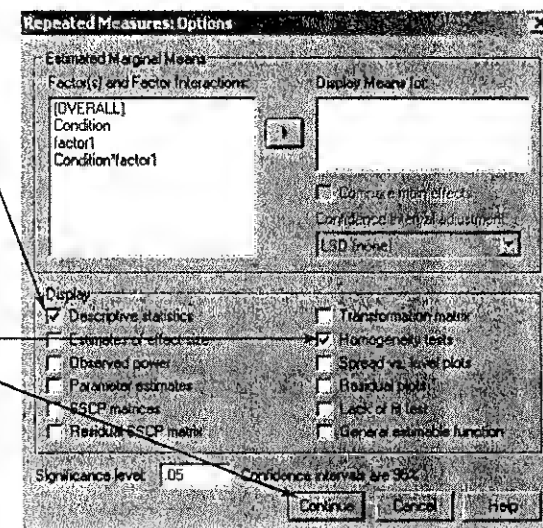 Repeated Measures: Options
Estimated Marginal Means
Factor(s) and Factor Interactions:
(OVERALL)
Condition
factor1
Condition*factor1
Display Means for:
Compare main effects
Confidence interval adjustment:
LSD (none)
Display
Descriptive statistics
Estimates of effect size
Observed power
Parameter estimates
SSCP matrices
Residual SSCP matrix
Transformation matrix
Homogeneity tests
Spread vs. level plots
Residual plots
Lack of fit test
General estimable function
Significance level: .05
Confidence intervals are 95%
Continue
Cancel
Help